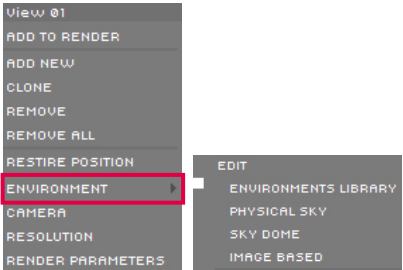 View 01
ADD TO RENDER
ADD NEW
CLONE
REMOVE
REMOVE ALL
RESTIRE POSITION
ENVIRONMENT
CAMERA
RESOLUTION
RENDER PARAMETERS
EDIT
ENVIRONMENTS LIBRARY
PHYSICAL SKY
SKY DOME
IMAGE BASED